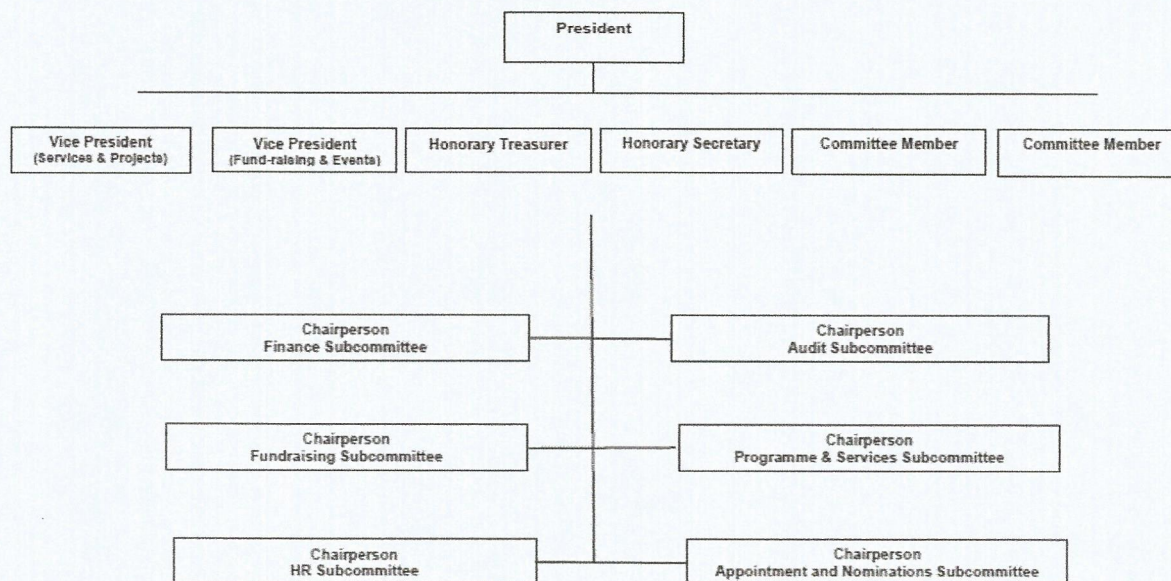 President
Vice President
(Services & Projects)
Vice President
(Fund-raising & Events)
Honorary Treasurer
Honorary Secretary
Committee Member
Committee Member
Chairperson
Finance Subcommittee
Chairperson
Audit Subcommittee
Chairperson
Fundraising Subcommittee
Chairperson
Programme & Services Subcommittee
Chairperson
HR Subcommittee
Chairperson
Appointment and Nominations Subcommittee